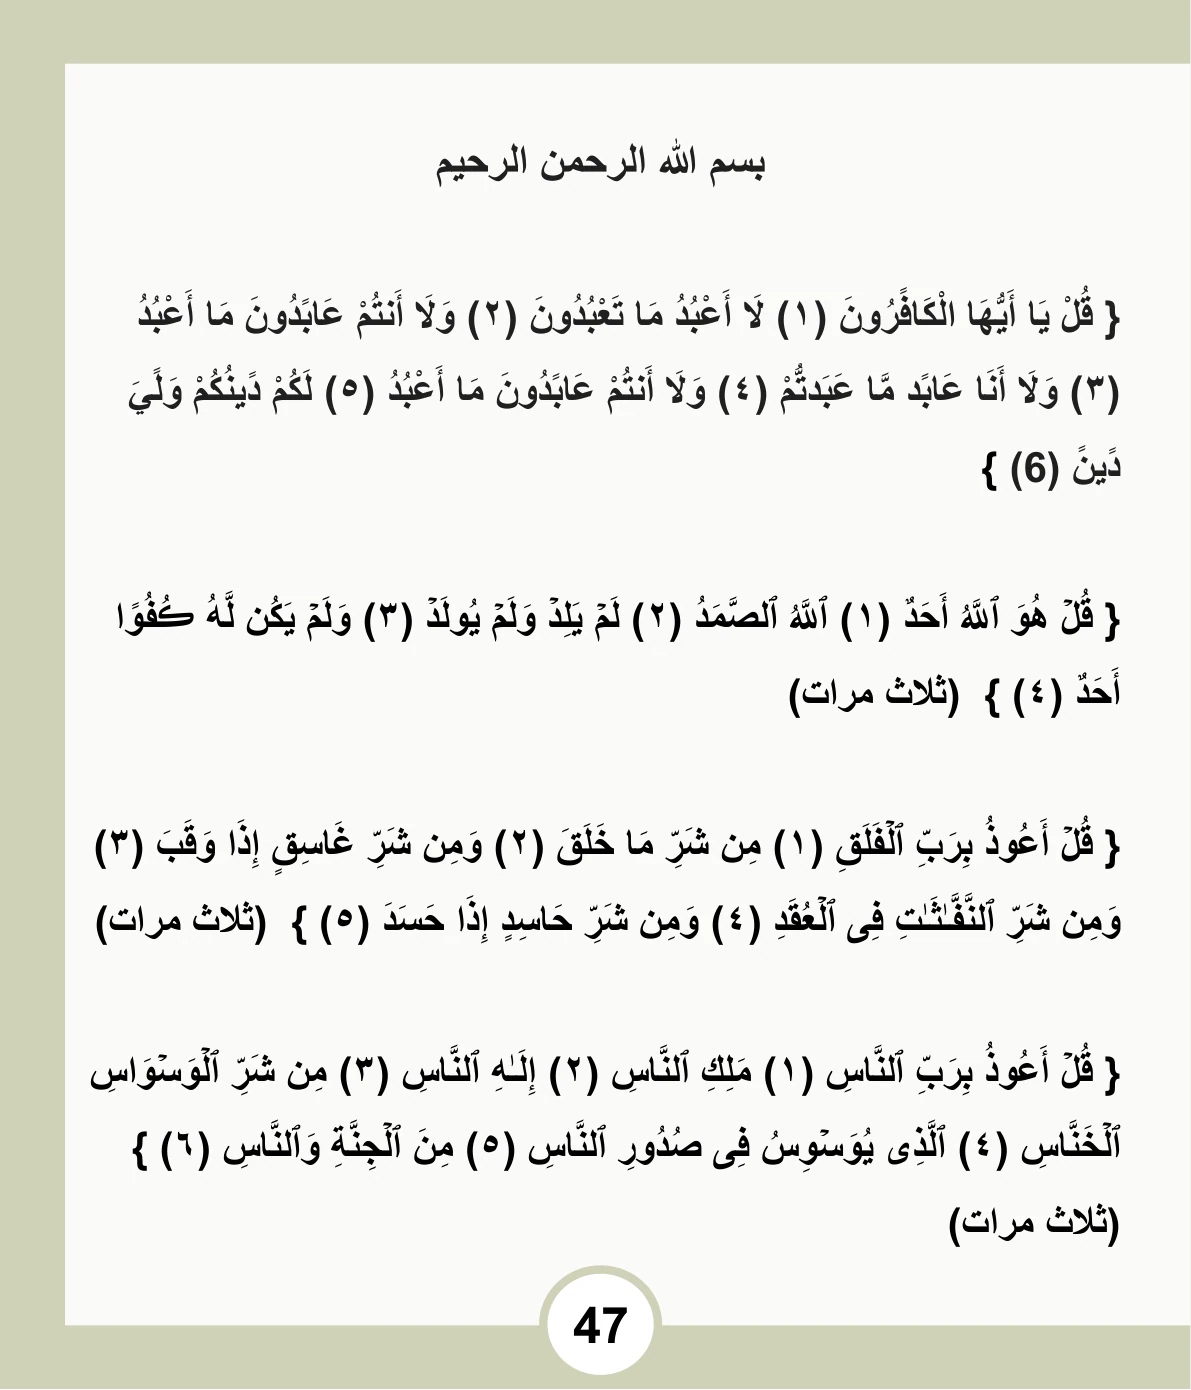 بسم الله الرحمن الرحيم
{ قُلْ يَا أَيُّهَا الْكَافًرُونَ (١) لَا أَعْبُدُ مَا تَعْبُدُونَ (٢) وَلَا أَنتُمْ عَابًدُونَ مَا أَعْبُدُ
(٣) وَلَا أَنَا عَابًد مَّا عَبَدتُّمْ (٤) وَلَا أَنتُمْ عَابًدُونَ مَا أَعْبُدُ (٥) لَكُمْ دًينُكُمْ وَلًيَ
دًينً (6) }
{ قُلۡ هُوَ ٱللَّهُ أَحَدٌ (١) ٱللَّهُ ٱلصَّمَدُ (٢) لَمۡ يَلِدۡ وَلَمۡ يُولَدۡ (٣) وَلَمۡ يَكُن لَّهُ ڪُفُوًا
أَحَدٌ (٤) } (ثلاث مرات)
{ قُلۡ أَعُوذُ بِرَبِّ ٱلۡفَلَقِ (١) مِن شَرِّ مَا خَلَقَ (٢) وَمِن شَرِّ غَاسِقٍ إِذَا وَقَبَ (٣)
وَمِن شَرِّ ٱلنَّفَّـٰثَـٰتِ فِى ٱلۡعُقَدِ (٤) وَمِن شَرِّ حَاسِدٍ إِذَا حَسَدَ (٥) } (ثلاث مرات)
{ قُلۡ أَعُوذُ بِرَبِّ ٱلنَّاسِ (١) مَلِكِ ٱلنَّاسِ (٢) إِلَـٰهِ ٱلنَّاسِ (٣) مِن شَرِّ ٱلۡوَسۡوَاسِ
ٱلۡخَنَّاسِ (٤) ٱلَّذِى يُوَسۡوِسُ فِى صُدُورِ ٱلنَّاسِ (٥) مِنَ ٱلۡجِنَّةِ وَٱلنَّاسِ (٦) }
(ثلاث مرات)
47